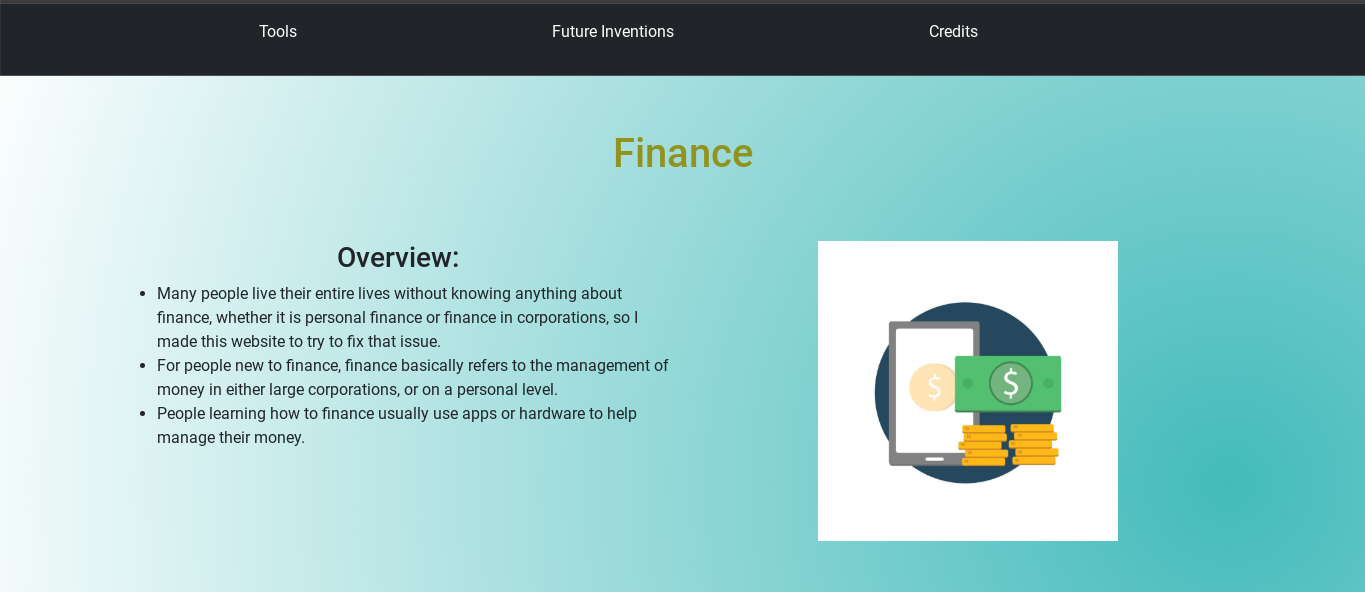 Tools
Future Inventions
Credits
Finance
Overview:
Many people live their entire lives without knowing anything about
finance, whether it is personal finance or finance in corporations, so I
made this website to try to fix that issue.
For people new to finance, finance basically refers to the management of
money in either large corporations, or on a personal level.
People learning how to finance usually use apps or hardware to help
manage their money.
$
$